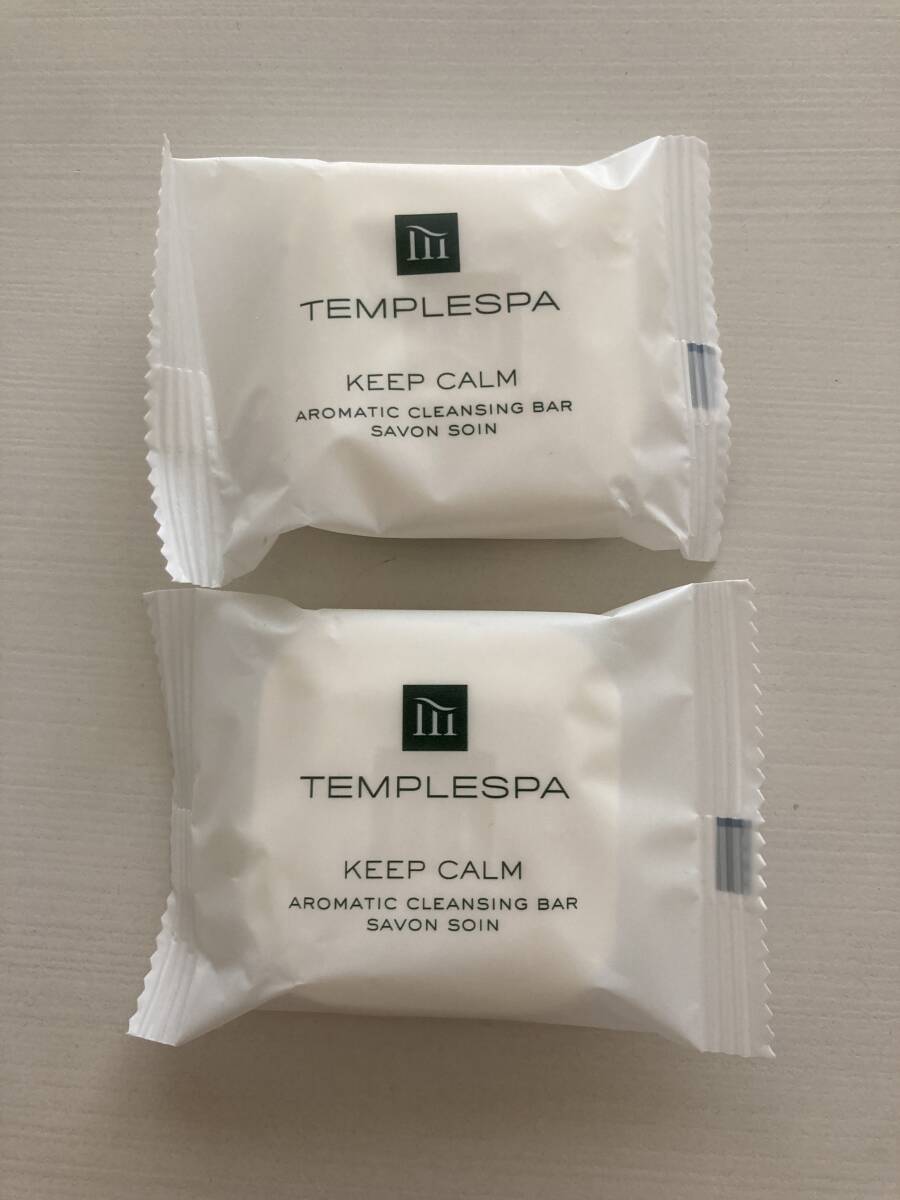 TEMPLESPA
KEEP CALM
AROMATIC CLEANSING BAR
SAVON SOIN
TEMPLESPA
KEEP CALM
AROMATIC CLEANSING BAR
SAVON SOIN